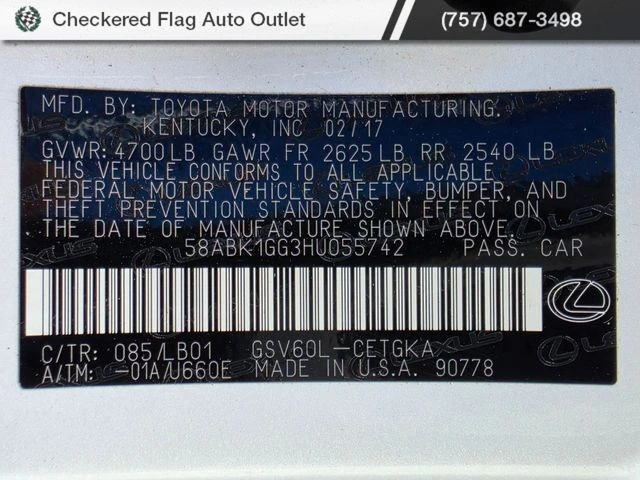 Checkered Flag Auto Outlet
(757) 687-3498
MFD. BY: TOYOTA MOTOR MANUFACTURING.
KENTUCKY, INC 02/17
GVWR:4700LB GAWR FR 2625LB RR 2540 LB
THIS VEHICLE CONFORMS TO ALL APPLICABLE
FEDERAL MOTOR VEHICLE SAFETY, BUMPER, AND
THEFT PREVENTION STANDARDS IN EFFECT ON
THE DATE OF MANUFACTURE SHOWN ABOVE.
58ABK1GG3HU055742 PASS. CAR
C/TR: 085/LB01 GSV60L-CETGKA
A/TM: -01A/U660E MADE IN U.S.A. 90778